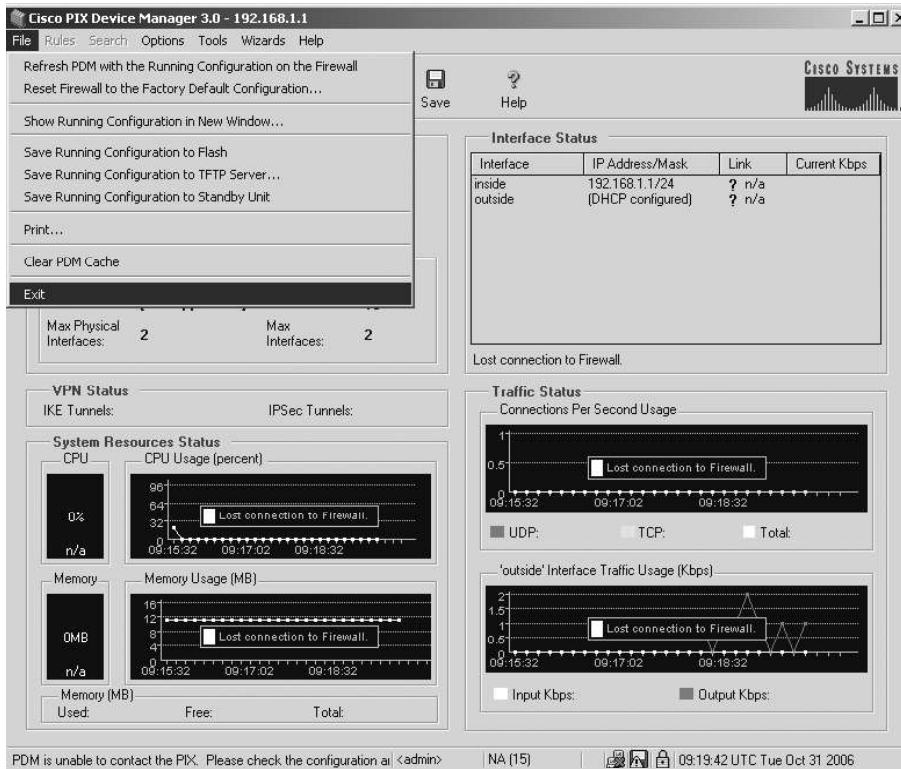 Cisco PIX Device Manager 3.0 - 192.168.1.1
File Rules Search Options Tools Wizards Help
Refresh PDM with the Running Configuration on the Firewall
Reset Firewall to the Factory Default Configuration...
Show Running Configuration in New Window...
Save Running Configuration to Flash
Save Running Configuration to TFTP Server...
Save Running Configuration to Standby Unit
Print...
Clear PDM Cache
Exit
Save Help
CISCO SYSTEMS
Max Physical Interfaces: 2 Max Interfaces: 2
Interface Status
Interface IP Address/Mask Link Current Kbps
inside 192.168.1.1/24 ? n/a
outside (DHCP configured) ? n/a
Lost connection to Firewall.
VPN Status
IKE Tunnels: IPSec Tunnels:
System Resources Status
CPU
0%
n/a
CPU Usage (percent)
96
64
32
0
Lost connection to Firewall.
09:15:32 09:17:02 09:18:32
Memory
0MB
n/a
Memory Usage (MB)
16
12
8
4
0
Lost connection to Firewall.
09:15:32 09:17:02 09:18:32
Memory (MB)
Used: Free: Total:
Traffic Status
Connections Per Second Usage
1
0.5
0
Lost connection to Firewall.
09:15:32 09:17:02 09:18:32
UDP: TCP: Total:
'outside' Interface Traffic Usage (Kbps)
2
1.5
1
0.5
0
Lost connection to Firewall.
09:15:32 09:17:02 09:18:32
Input Kbps: Output Kbps:
PDM is unable to contact the PIX. Please check the configuration <admin> NA (15) 09:19:42 UTC Tue Oct 31 2006